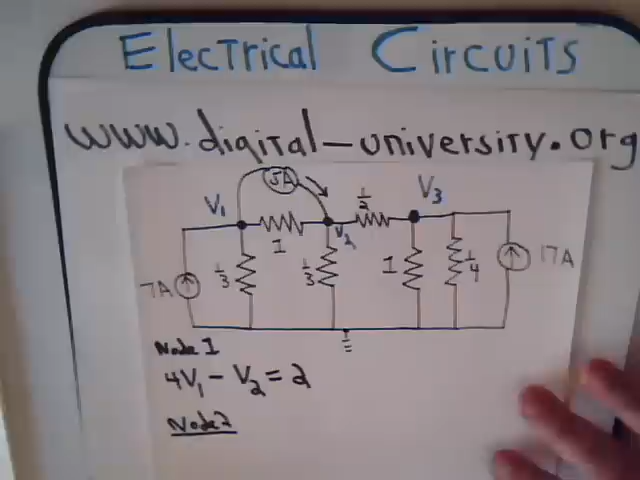 Electrical Circuits
www.digital-university.org
5A
V1
1
V2
1/2
V3
7A
1/3
1/3
1
1/4
17A
Node 1
4V1 - V2 = 2
Node 2